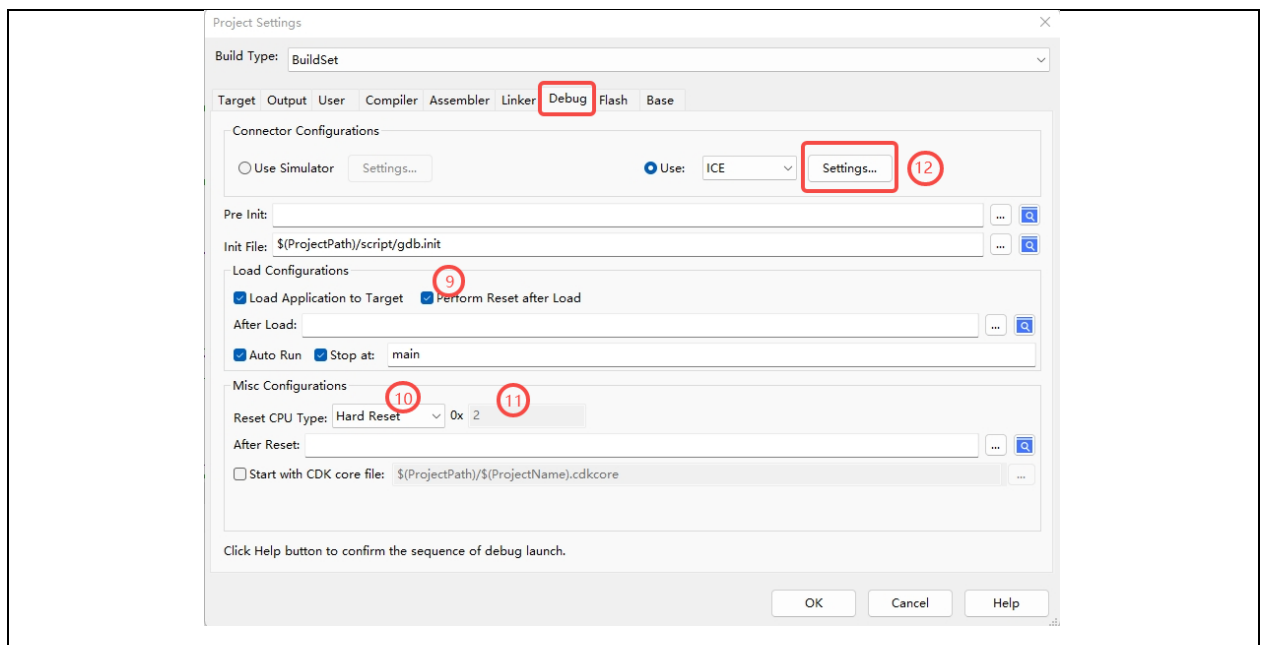 Project Settings
Build Type: BuildSet
Target Output User Compiler Assembler Linker Debug Flash Base
Connector Configurations
Use Simulator Settings... Use: ICE Settings... 12
Pre Init: ...
Init File: $(ProjectPath)/script/gdb.init ...
Load Configurations
9
Load Application to Target Perform Reset after Load
After Load: ...
Auto Run Stop at: main
Misc Configurations
10 11
Reset CPU Type: Hard Reset 0x 2
After Reset: ...
Start with CDK core file: $(ProjectPath)/$(ProjectName).cdkcore ...
Click Help button to confirm the sequence of debug launch.
OK Cancel Help